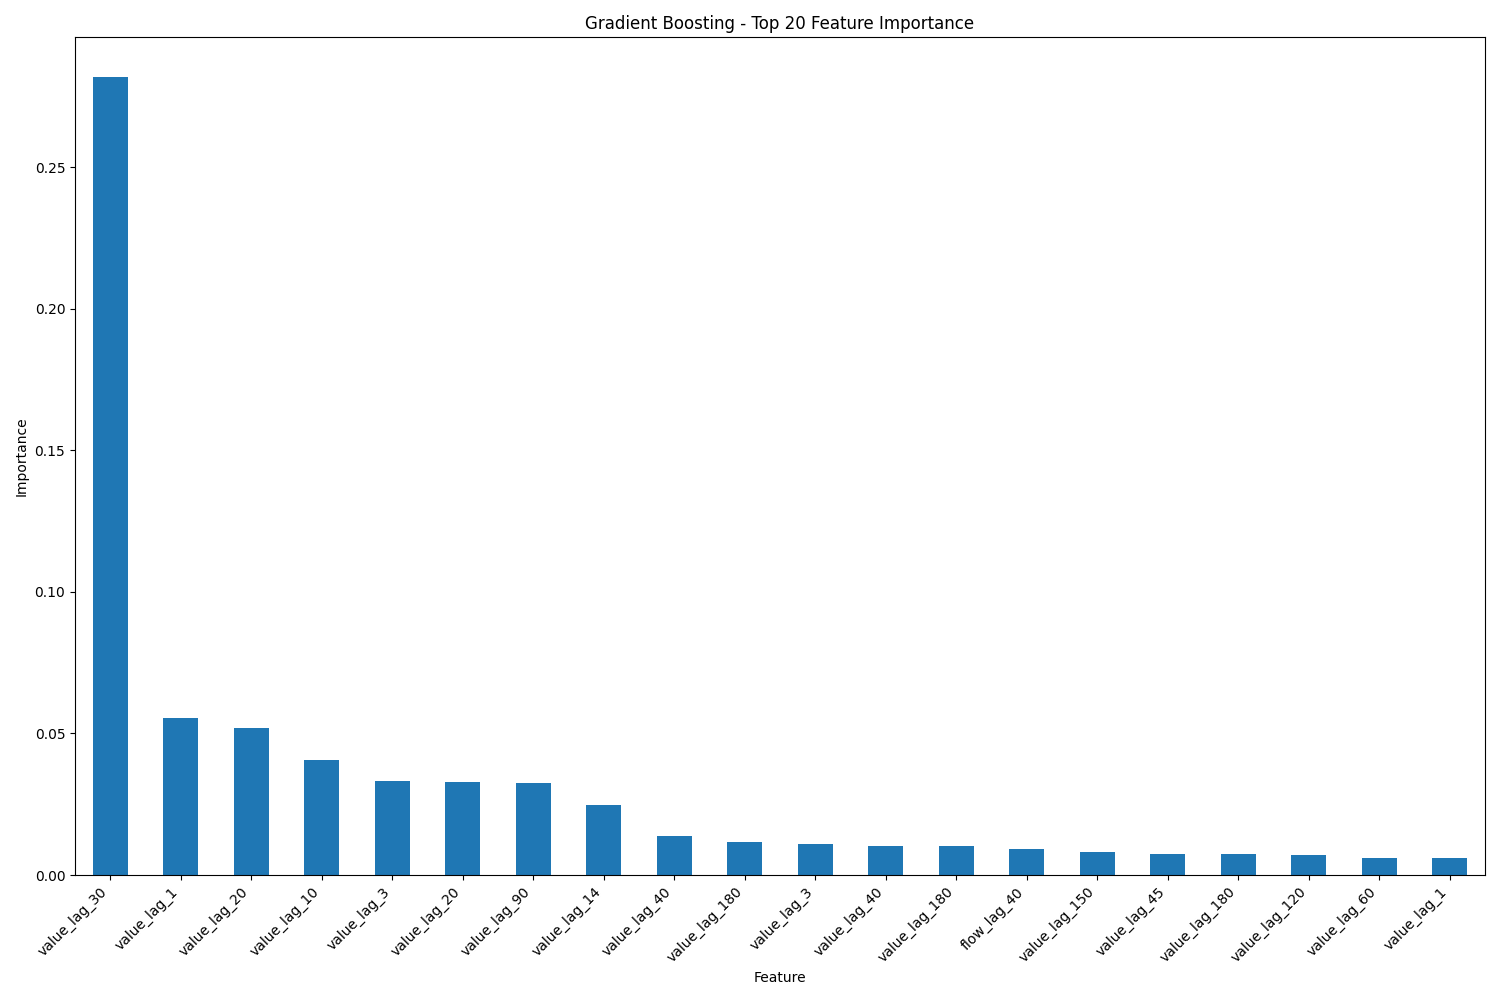 Gradient Boosting - Top 20 Feature Importance
Importance
0.25
0.20
0.15
0.10
0.05
0.00
value_lag_30
value_lag_1
value_lag_20
value_lag_10
value_lag_3
value_lag_20
value_lag_90
value_lag_14
value_lag_40
value_lag_180
value_lag_3
value_lag_40
value_lag_180
flow_lag_40
value_lag_150
value_lag_45
value_lag_180
value_lag_120
value_lag_60
value_lag_1
Feature